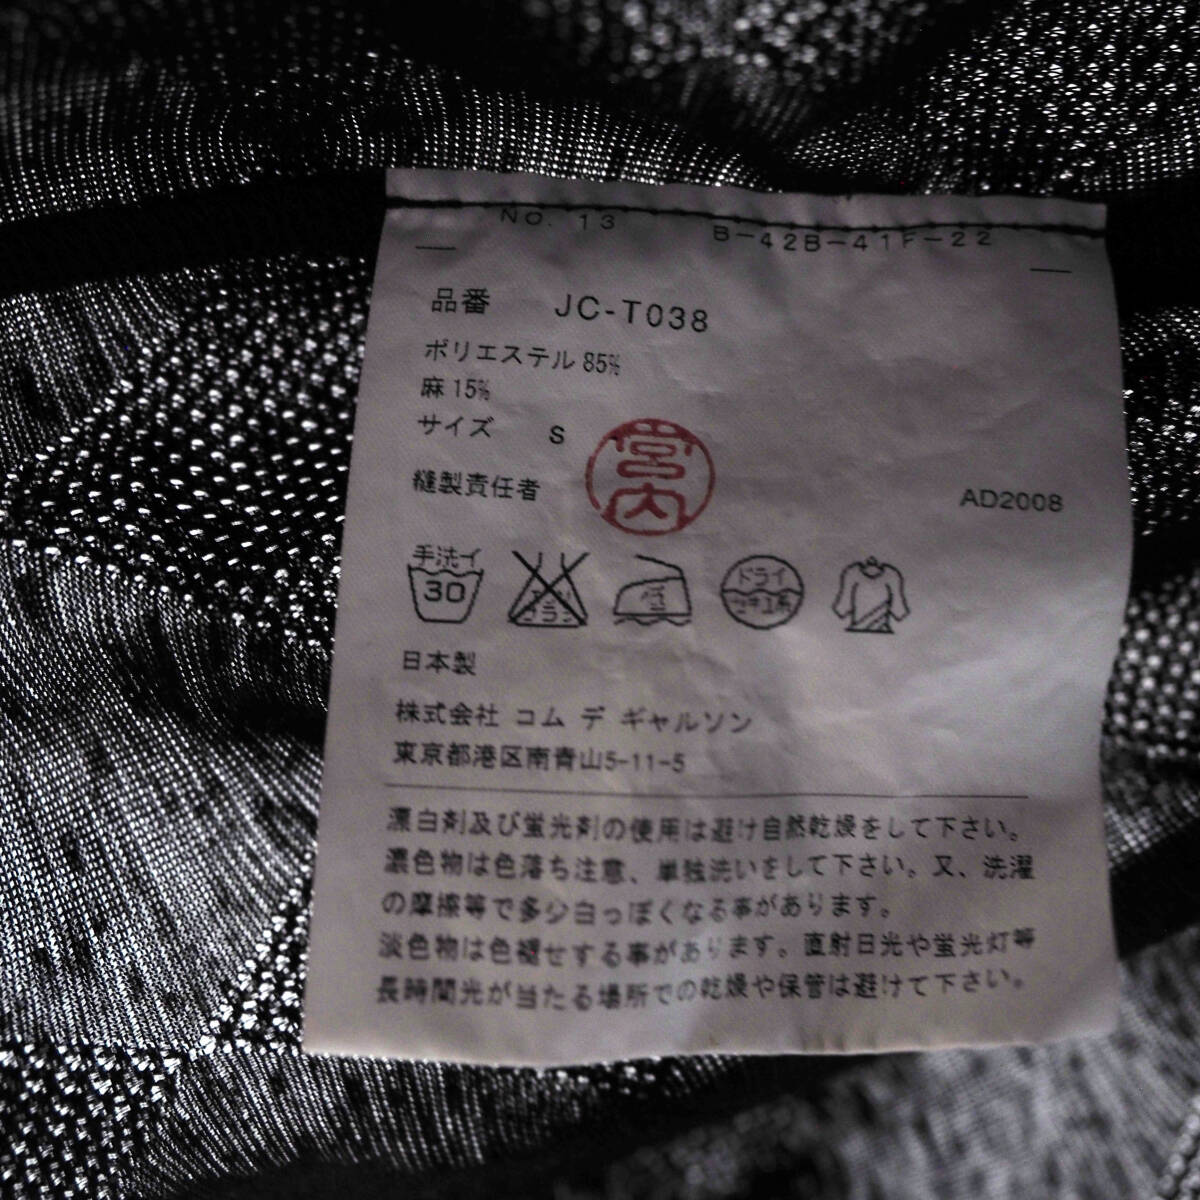 NO. 13 B-42B-41F-22
品番 JC-T038
ポリエステル 85%
麻 15%
サイズ S
宮内
縫製責任者
AD2008
手洗イ
30
ドライ
日本製
株式会社 コム デ ギャルソン
東京都港区南青山5-11-5
漂白剤及び蛍光剤の使用は避け自然乾燥をして下さい。
濃色物は色落ち注意、単独洗いをして下さい。又、洗濯
の摩擦等で多少白っぽくなる事があります。
淡色物は色褪せする事があります。直射日光や蛍光灯等
長時間光が当たる場所での乾燥や保管は避けて下さい。